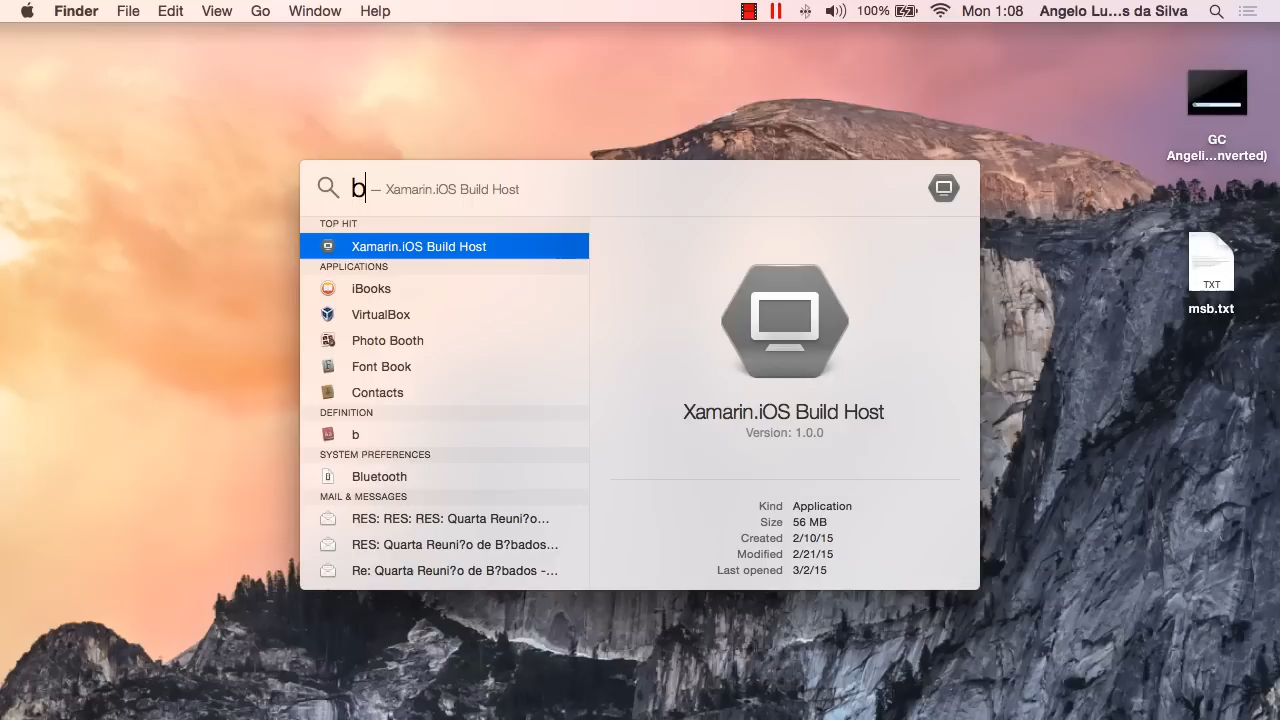 Finder File Edit View Go Window Help 100% Mon 1:08 Angelo Lu...s da Silva
GC
Angeli...nverted)
TXT
msb.txt
b — Xamarin.iOS Build Host
TOP HIT
Xamarin.iOS Build Host
APPLICATIONS
iBooks
VirtualBox
Photo Booth
Font Book
Contacts
DEFINITION
b
SYSTEM PREFERENCES
Bluetooth
MAIL & MESSAGES
RES: RES: RES: Quarta Reuni?o...
RES: Quarta Reuni?o de B?bados...
Re: Quarta Reuni?o de B?bados -...
Xamarin.iOS Build Host
Version: 1.0.0
Kind Application
Size 56 MB
Created 2/10/15
Modified 2/21/15
Last opened 3/2/15